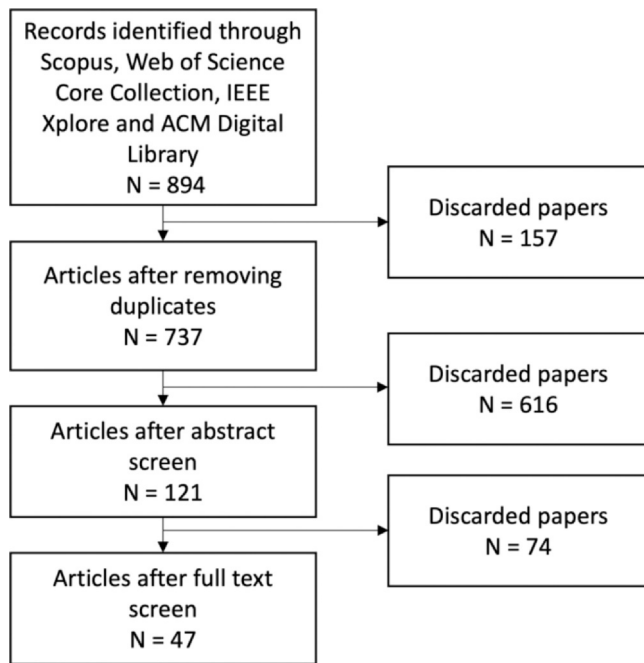 Records identified through
Scopus, Web of Science
Core Collection, IEEE
Xplore and ACM Digital
Library
N = 894
Discarded papers
N = 157
Articles after removing
duplicates
N = 737
Discarded papers
N = 616
Articles after abstract
screen
N = 121
Discarded papers
N = 74
Articles after full text
screen
N = 47